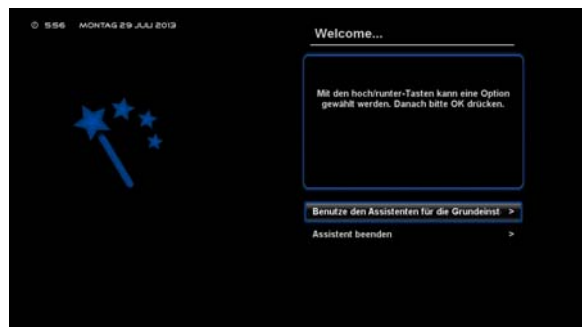 5:56 MONTAG 29 JULI 2013
Welcome...
Mit den hoch/runter-Tasten kann eine Option
gewählt werden. Danach bitte OK drücken.
Benutze den Assistenten für die Grundeinst >
Assistent beenden >